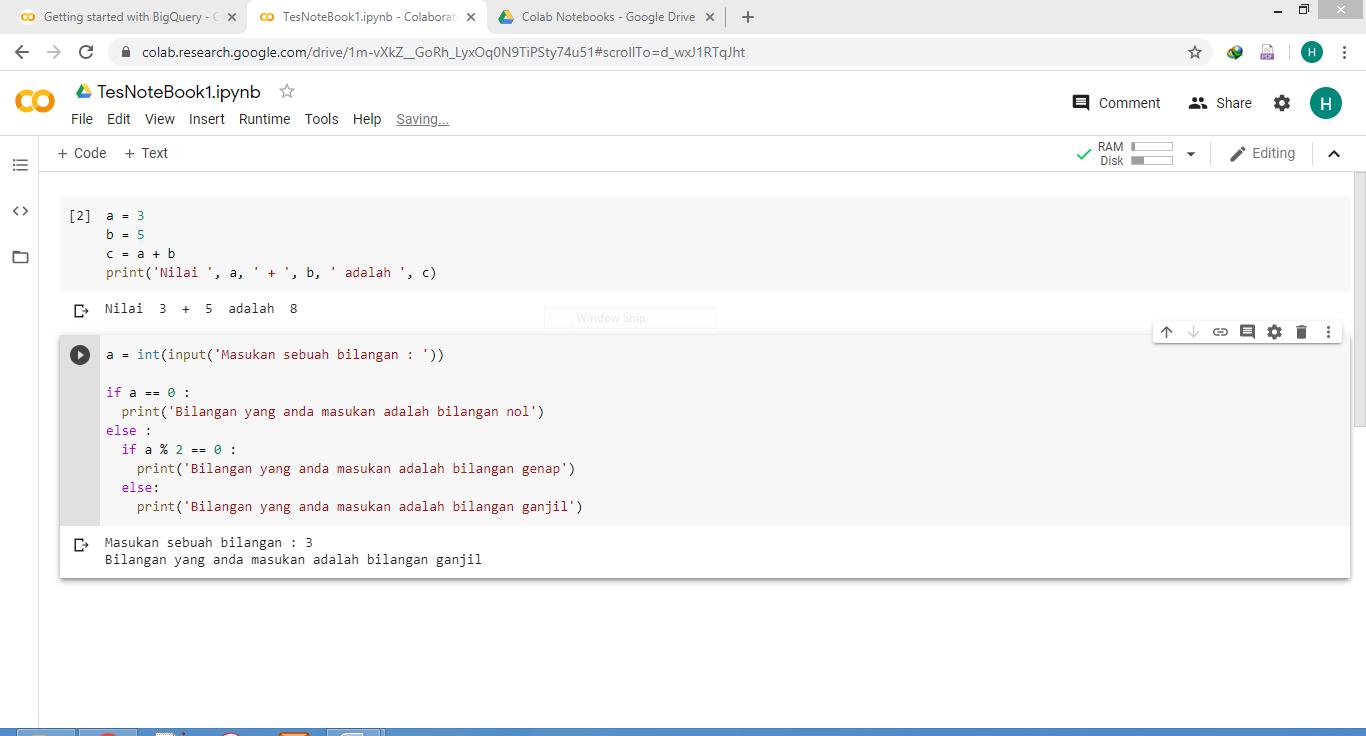 Getting started with BigQuery - C
TesNoteBook1.ipynb - Colaborat
Colab Notebooks - Google Drive
colab.research.google.com/drive/1m-vXkZ__GoRh_LyxOq0N9TiPSty74u51#scrollTo=d_wxJ1RTqJht
PDF
H
TesNoteBook1.ipynb
Comment
Share
H
File Edit View Insert Runtime Tools Help Saving...
+ Code + Text
RAM
Disk
Editing
[2] a = 3
b = 5
c = a + b
print('Nilai ', a, ' + ', b, ' adalah ', c)
Nilai  3  +  5  adalah  8
Window Snip
a = int(input('Masukan sebuah bilangan : '))
if a == 0 :
  print('Bilangan yang anda masukan adalah bilangan nol')
else :
  if a % 2 == 0 :
    print('Bilangan yang anda masukan adalah bilangan genap')
  else:
    print('Bilangan yang anda masukan adalah bilangan ganjil')
Masukan sebuah bilangan : 3
Bilangan yang anda masukan adalah bilangan ganjil